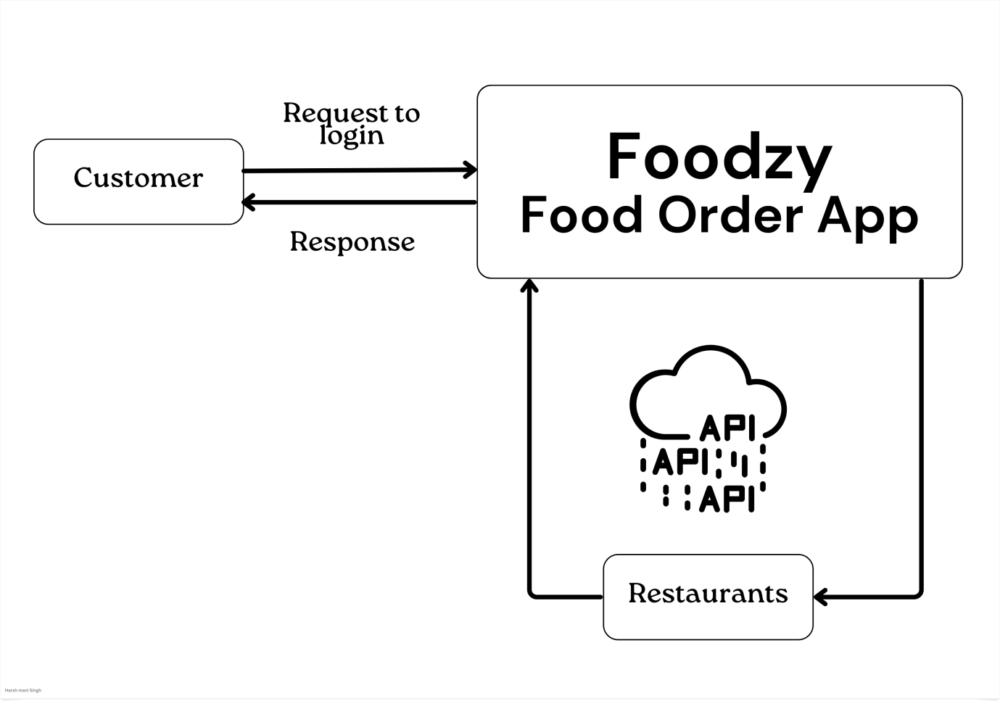 Request to
login
Customer
Response
Foodzy
Food Order App
API
API
API
Restaurants
Harsh mani Singh